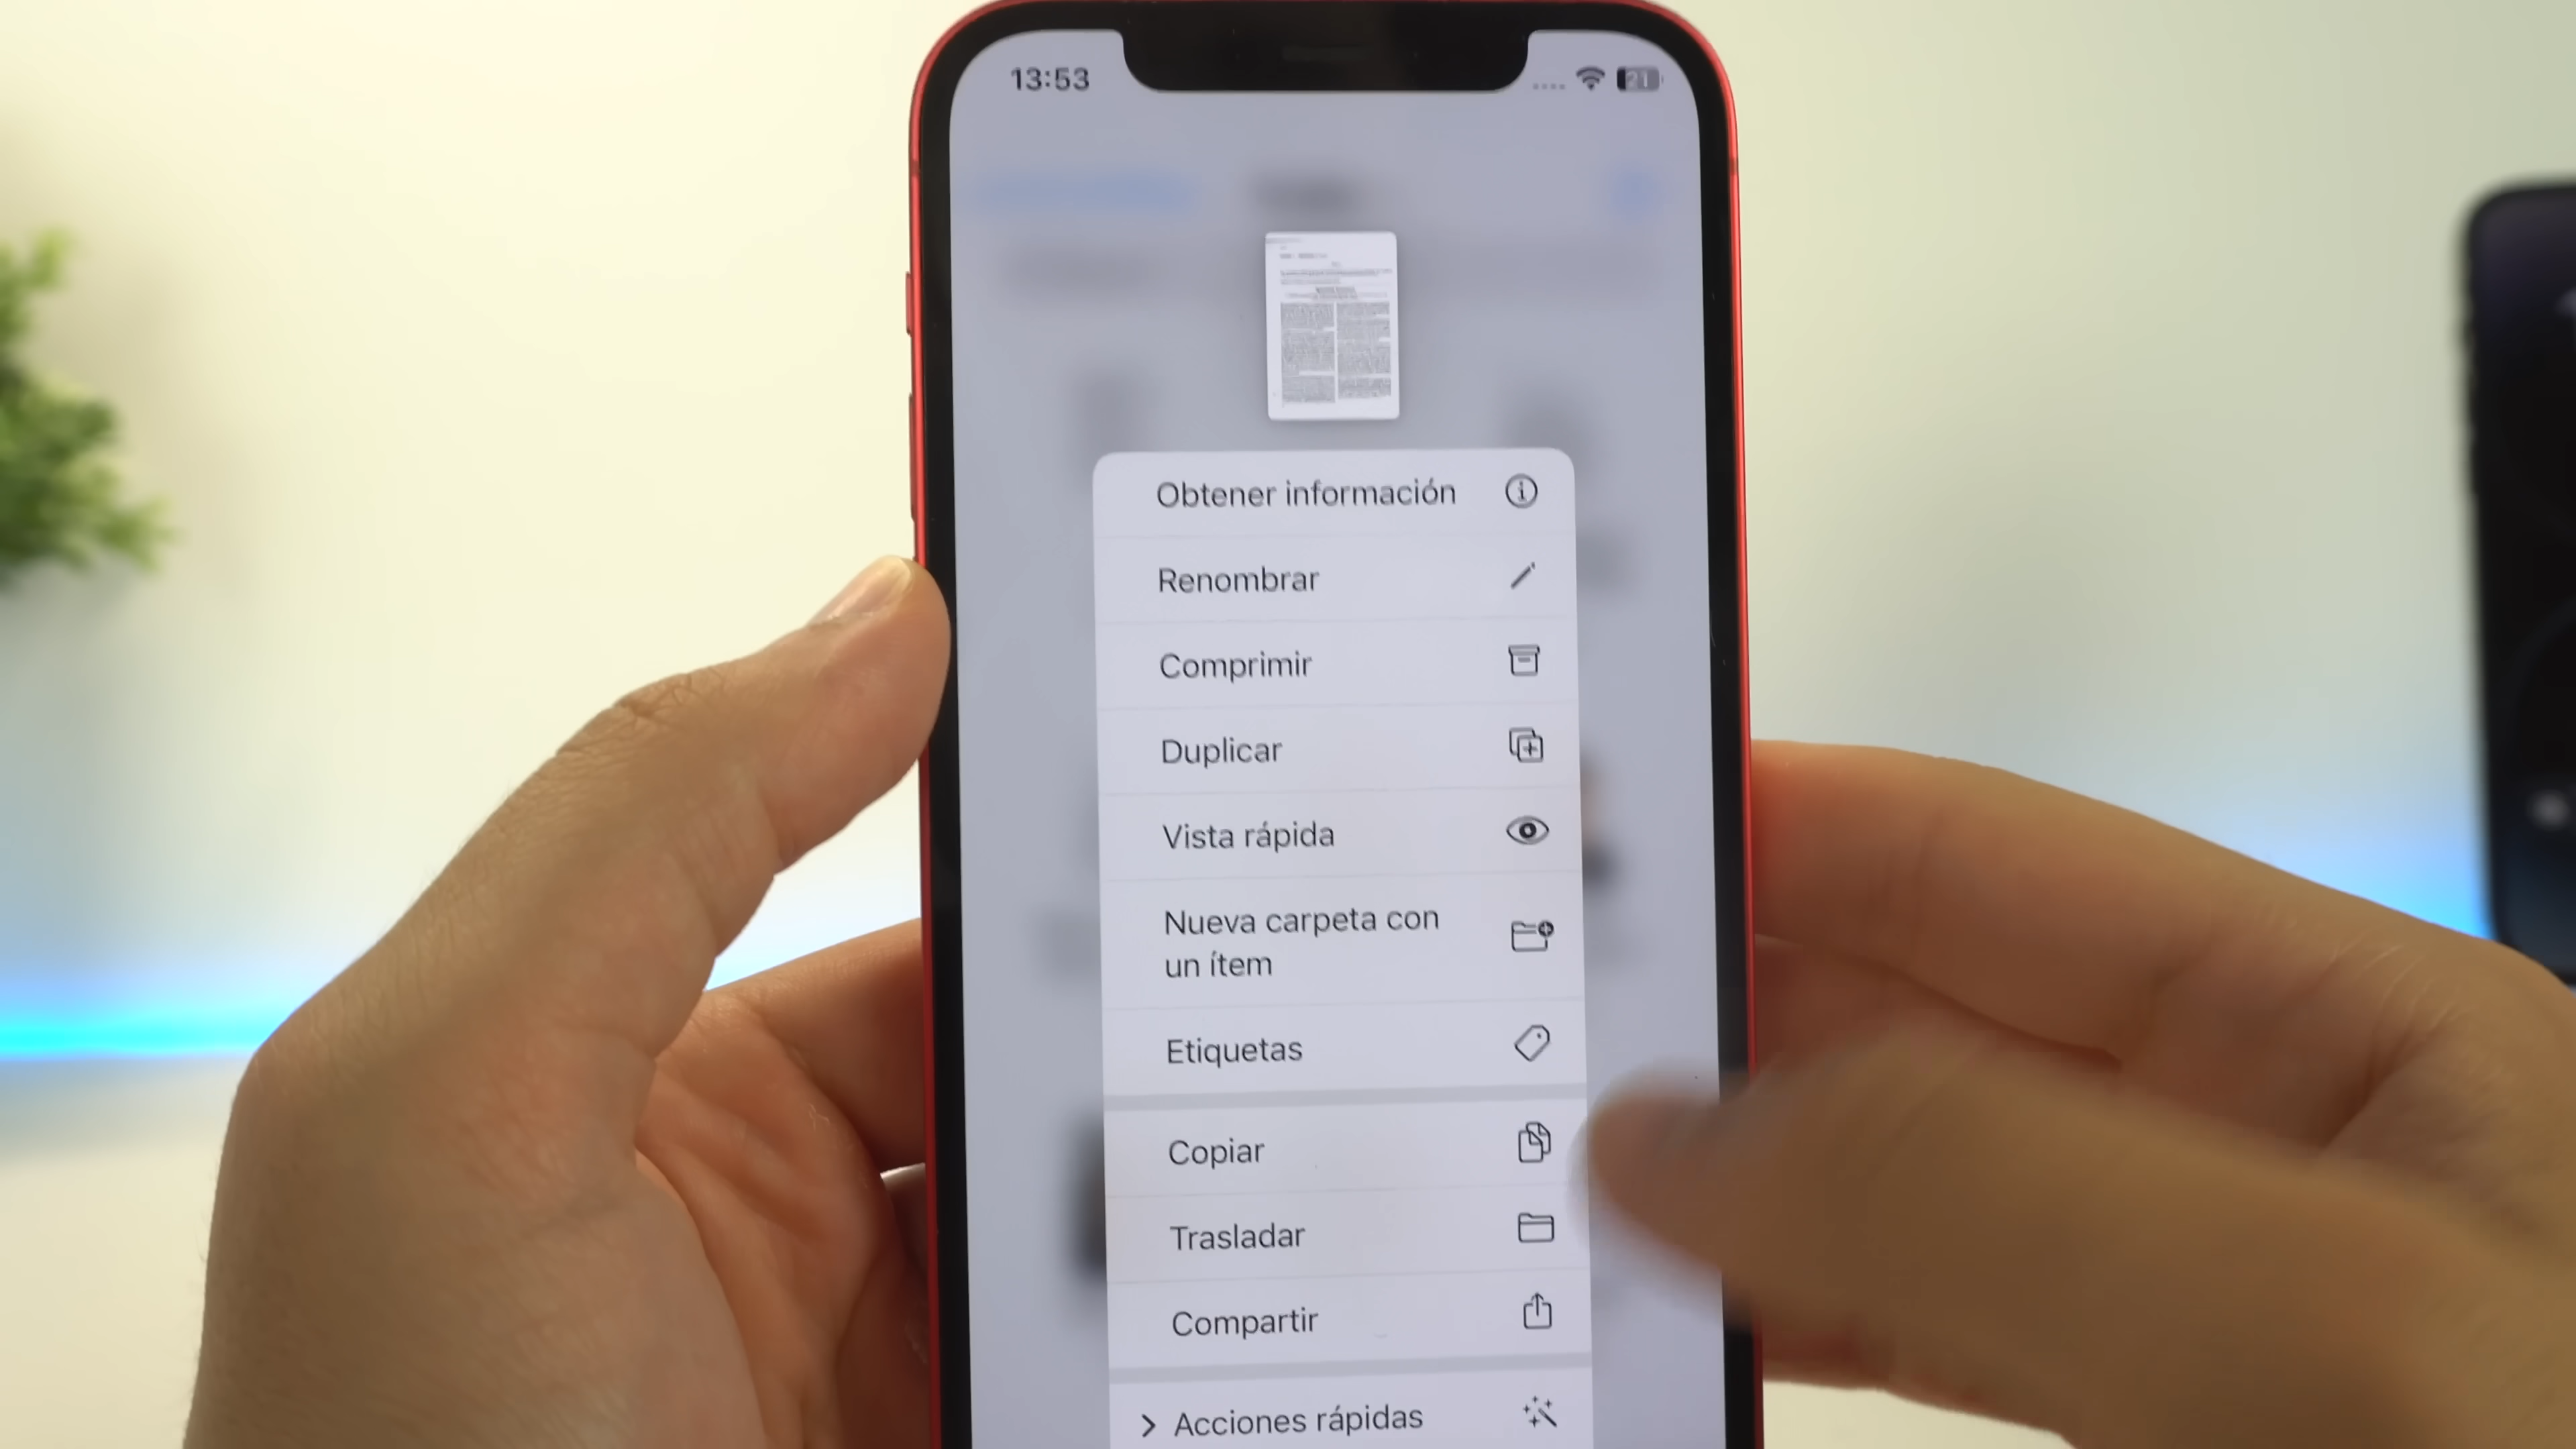 13:53
21
Obtener información
Renombrar
Comprimir
Duplicar
Vista rápida
Nueva carpeta con
un ítem
Etiquetas
Copiar
Trasladar
Compartir
Acciones rápidas